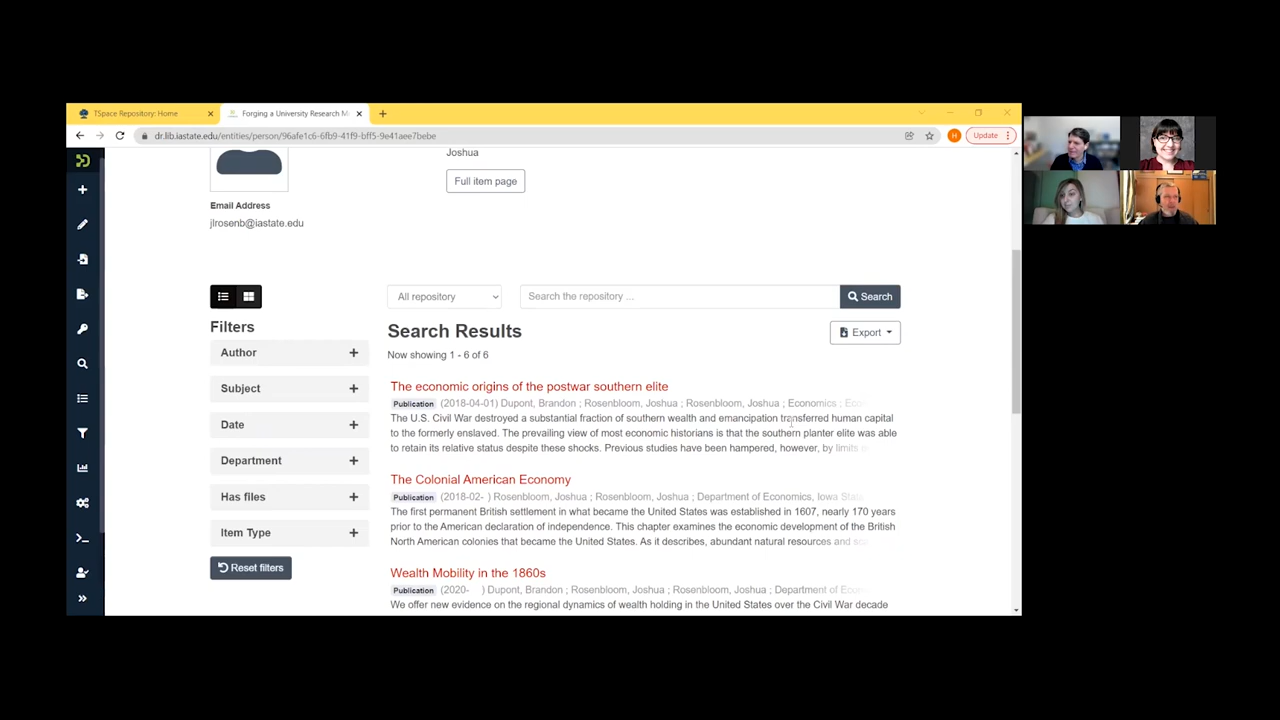 TSpace Repository: Home
Forging a University Research M
dr.lib.iastate.edu/entities/person/96afe1c6-6fb9-41f9-bff5-9e41aee7bebe
H
Update
Joshua
Full item page
Email Address
jlrosenb@iastate.edu
All repository
Search the repository ...
Search
Filters
Search Results
Export
Now showing 1 - 6 of 6
Author
Subject
Date
Department
Has files
Item Type
Reset filters
The economic origins of the postwar southern elite
Publication (2018-04-01) Dupont, Brandon ; Rosenbloom, Joshua ; Rosenbloom, Joshua ; Economics ; Eco
The U.S. Civil War destroyed a substantial fraction of southern wealth and emancipation transferred human capital
to the formerly enslaved. The prevailing view of most economic historians is that the southern planter elite was able
to retain its relative status despite these shocks. Previous studies have been hampered, however, by limits
The Colonial American Economy
Publication (2018-02- ) Rosenbloom, Joshua ; Rosenbloom, Joshua ; Department of Economics, Iowa Stat
The first permanent British settlement in what became the United States was established in 1607, nearly 170 years
prior to the American declaration of independence. This chapter examines the economic development of the British
North American colonies that became the United States. As it describes, abundant natural resources and
Wealth Mobility in the 1860s
Publication (2020- ) Dupont, Brandon ; Rosenbloom, Joshua ; Rosenbloom, Joshua ; Department of Econ
We offer new evidence on the regional dynamics of wealth holding in the United States over the Civil War decade